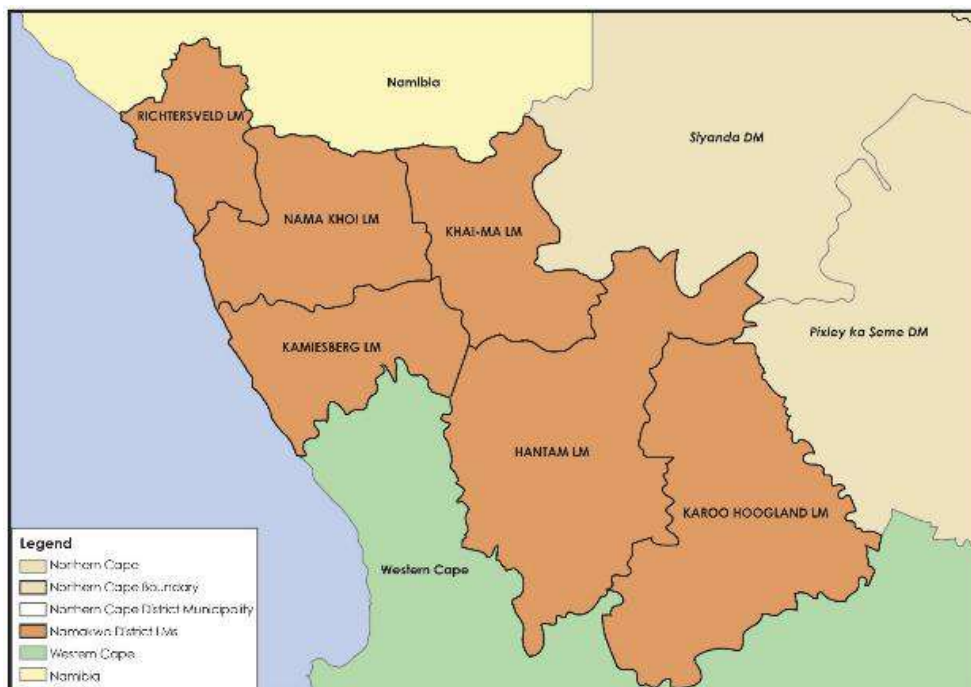 Namibia
RICHTERSVELD LM
Siyanda DM
NAMA KHOI LM
KHAI-MA LM
Pixley ka Seme DM
KAMIESBERG LM
HANTAM LM
KAROO HOOGLAND LM
Western Cape
Legend
Northern Cape
Northern Cape Boundary
Northern Cape District Municipality
Namakwa District LMs
Western Cape
Namibia